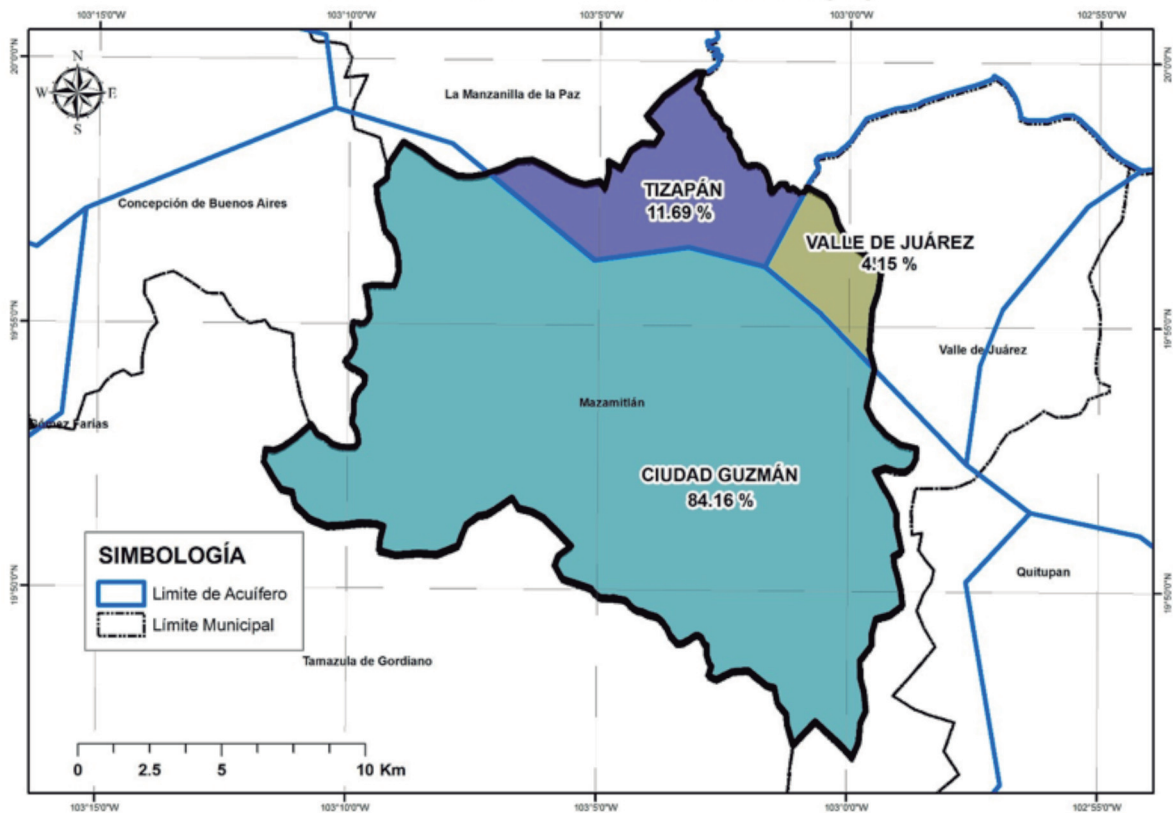 103°15'0"W
103°10'0"W
103°5'0"W
103°0'0"W
102°55'0"W
20°0'0"N
20°0'0"N
N
W
E
S
La Manzanilla de la Paz
TIZAPÁN
11.69 %
Concepción de Buenos Aires
VALLE DE JUÁREZ
4.15 %
19°55'0"N
19°55'0"N
Valle de Juárez
Mazamitlán
Gómez Farías
CIUDAD GUZMÁN
84.16 %
SIMBOLOGÍA
Limite de Acuífero
Límite Municipal
Quitupan
19°50'0"N
19°50'0"N
Tamazula de Gordiano
0 2.5 5 10 Km
103°15'0"W
103°10'0"W
103°5'0"W
103°0'0"W
102°55'0"W